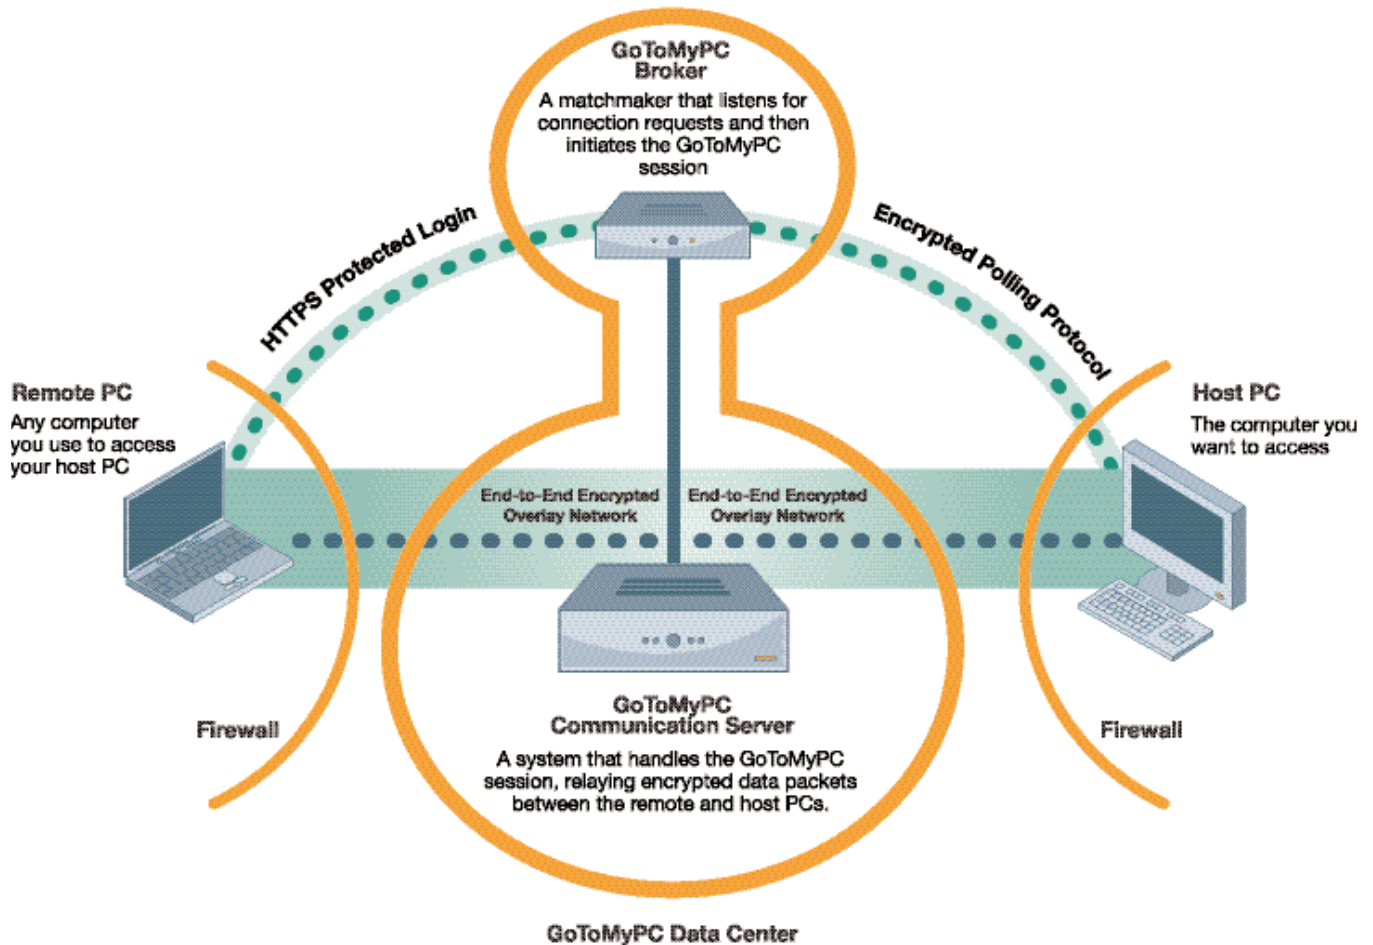 GoToMyPC
Broker
A matchmaker that listens for
connection requests and then
initiates the GoToMyPC
session
HTTPS Protected Login
Encrypted Polling Protocol
Remote PC
Any computer
you use to access
your host PC
Host PC
The computer you
want to access
End-to-End Encrypted
Overlay Network
End-to-End Encrypted
Overlay Network
GoToMyPC
Communication Server
A system that handles the GoToMyPC
session, relaying encrypted data packets
between the remote and host PCs.
Firewall
Firewall
GoToMyPC Data Center